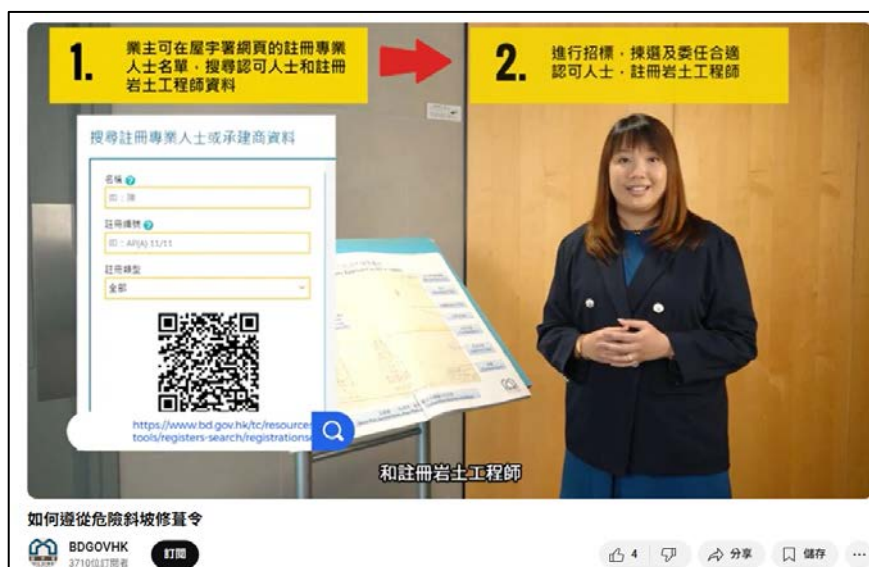 1.
業主可在屋宇署網頁的註冊專業
人士名單，搜尋認可人士和註冊
岩土工程師資料
2.
進行招標，揀選及委任合適
認可人士，註冊岩土工程師
搜尋註冊專業人士或承建商資料
名稱 ?
如：陳
註冊編號 ?
如：AP(A) 11/11
註冊類型
全部
https://www.bd.gov.hk/tc/resources
tools/registers-search/registrations
和註冊岩土工程師
如何遵從危險斜坡修葺令
BDGOVHK
3710位訂閱者
訂閱
4
分享
儲存